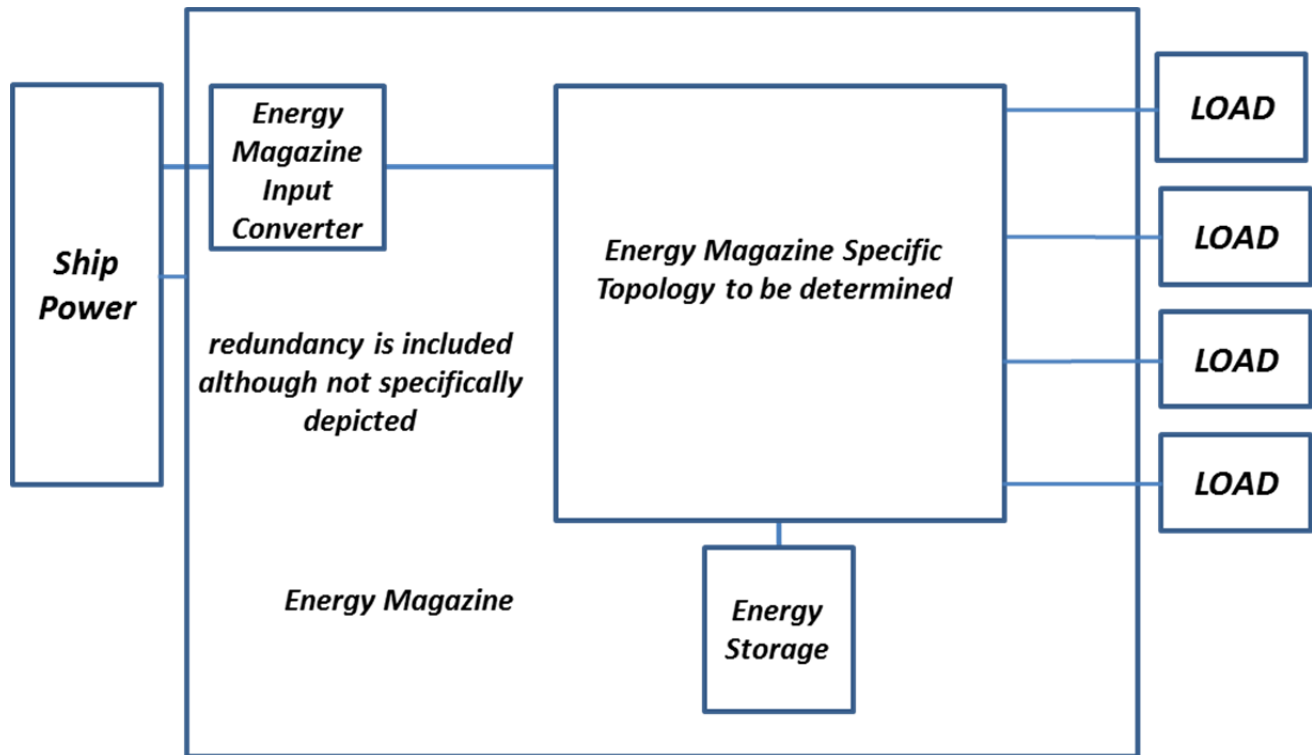 Ship
Power
Energy
Magazine
Input
Converter
redundancy is included
although not specifically
depicted
Energy Magazine
Energy Magazine Specific
Topology to be determined
Energy
Storage
LOAD
LOAD
LOAD
LOAD